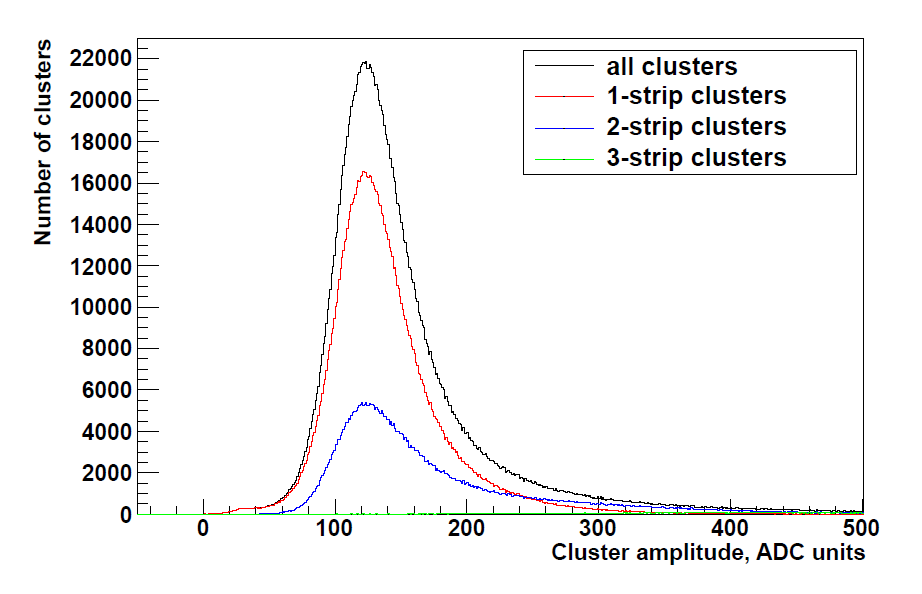 Number of clusters
22000
20000
18000
16000
14000
12000
10000
8000
6000
4000
2000
0
all clusters
1-strip clusters
2-strip clusters
3-strip clusters
0 100 200 300 400 500
Cluster amplitude, ADC units